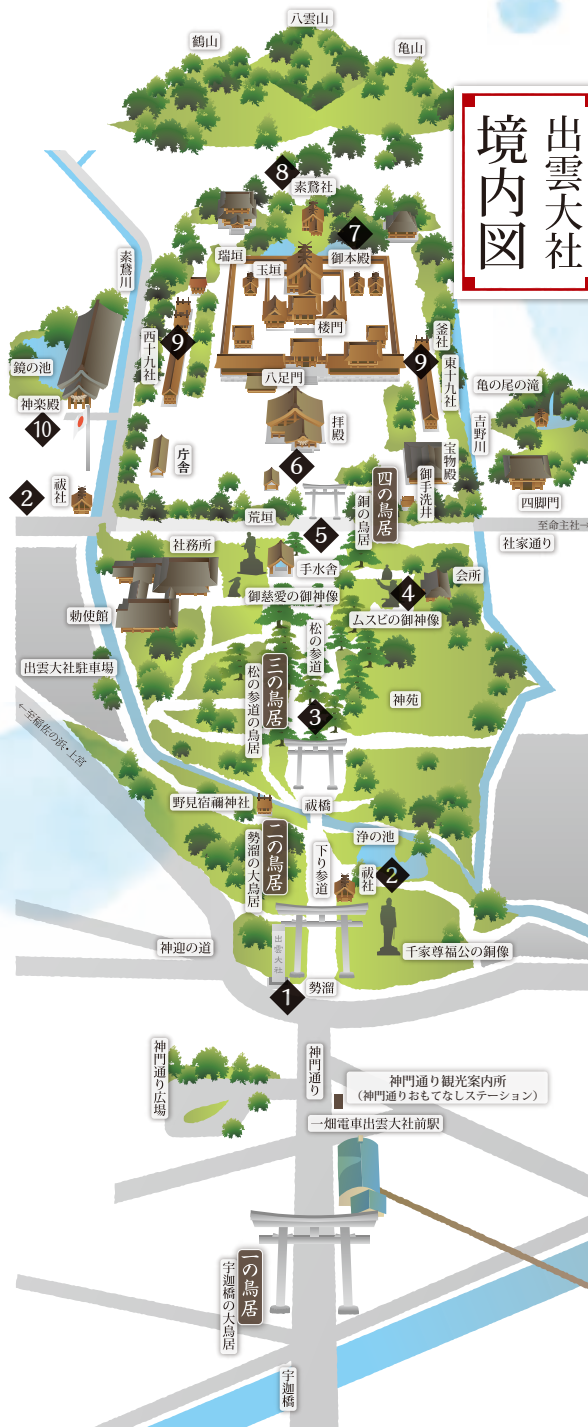 八雲山
鶴山
亀山
出雲大社
境内図
8
素鵞社
7
御本殿
瑞垣
玉垣
素鵞川
楼門
9
西十九社
釜社
9
東十九社
八足門
鏡の池
神楽殿
10
亀の尾の滝
吉野川
拝殿
庁舎
宝物殿
御手洗井
四脚門
6
2
祓社
四の鳥居
銅の鳥居
荒垣
5
至命主社→
社家通り
社務所
手水舎
会所
4
御慈愛の御神像
ムスビの御神像
勅使館
松の参道
出雲大社駐車場
三の鳥居
松の参道の鳥居
神苑
3
←至稲佐の浜・上宮
野見宿禰神社
祓橋
浄の池
二の鳥居
勢溜の大鳥居
下り参道
祓社
2
出雲大社
神迎の道
千家尊福公の銅像
1
勢溜
神門通り広場
神門通り
神門通り観光案内所
（神門通りおもてなしステーション）
一畑電車出雲大社前駅
一の鳥居
宇迦橋の大鳥居
宇迦橋